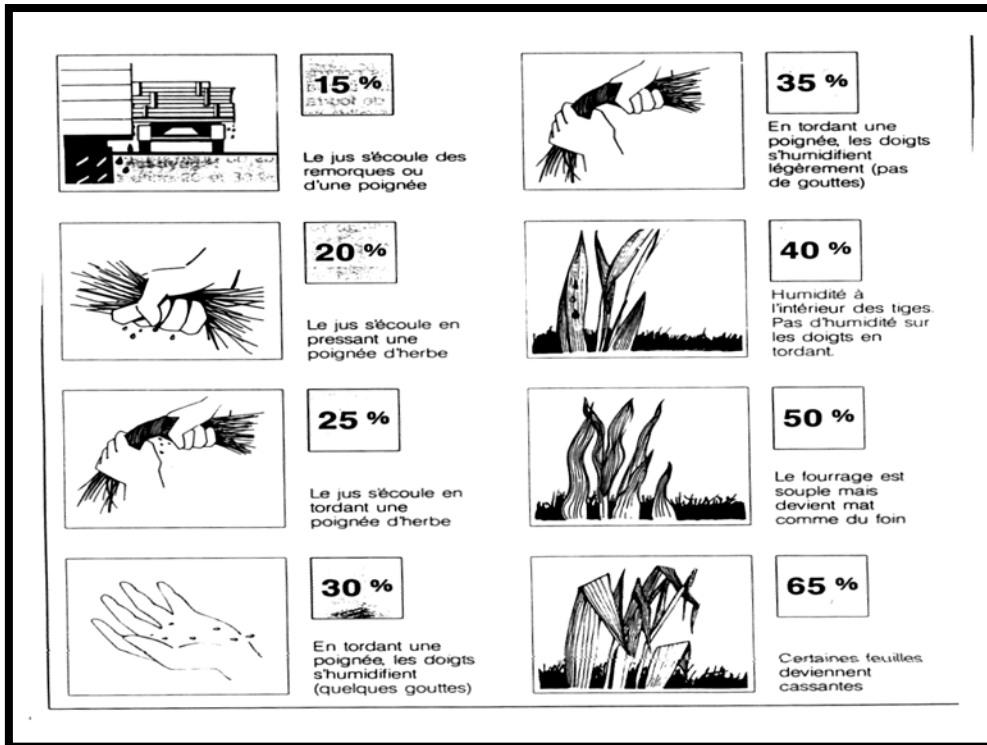 15 %
Le jus s'écoule des
remorques ou
d'une poignée
20 %
Le jus s'écoule en
pressant une
poignée d'herbe
25 %
Le jus s'écoule en
tordant une
poignée d'herbe
30 %
En tordant une
poignée, les doigts
s'humidifient
(quelques gouttes)
35 %
En tordant une
poignée, les doigts
s'humidifient
légèrement (pas
de gouttes)
40 %
Humidité à
l'intérieur des tiges.
Pas d'humidité sur
les doigts en
tordant.
50 %
Le fourrage est
souple mais
devient mat
comme du foin
65 %
Certaines feuilles
deviennent
cassantes